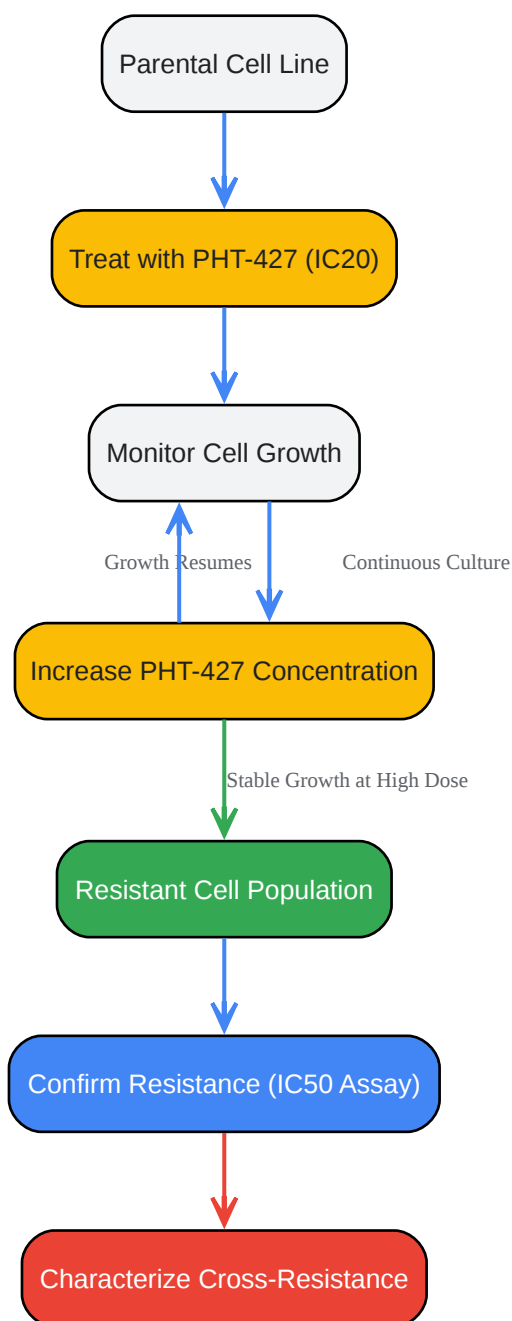 Parental Cell Line
Treat with PHT-427 (IC20)
Monitor Cell Growth
Growth Resumes
Continuous Culture
Increase PHT-427 Concentration
Stable Growth at High Dose
Resistant Cell Population
Confirm Resistance (IC50 Assay)
Characterize Cross-Resistance